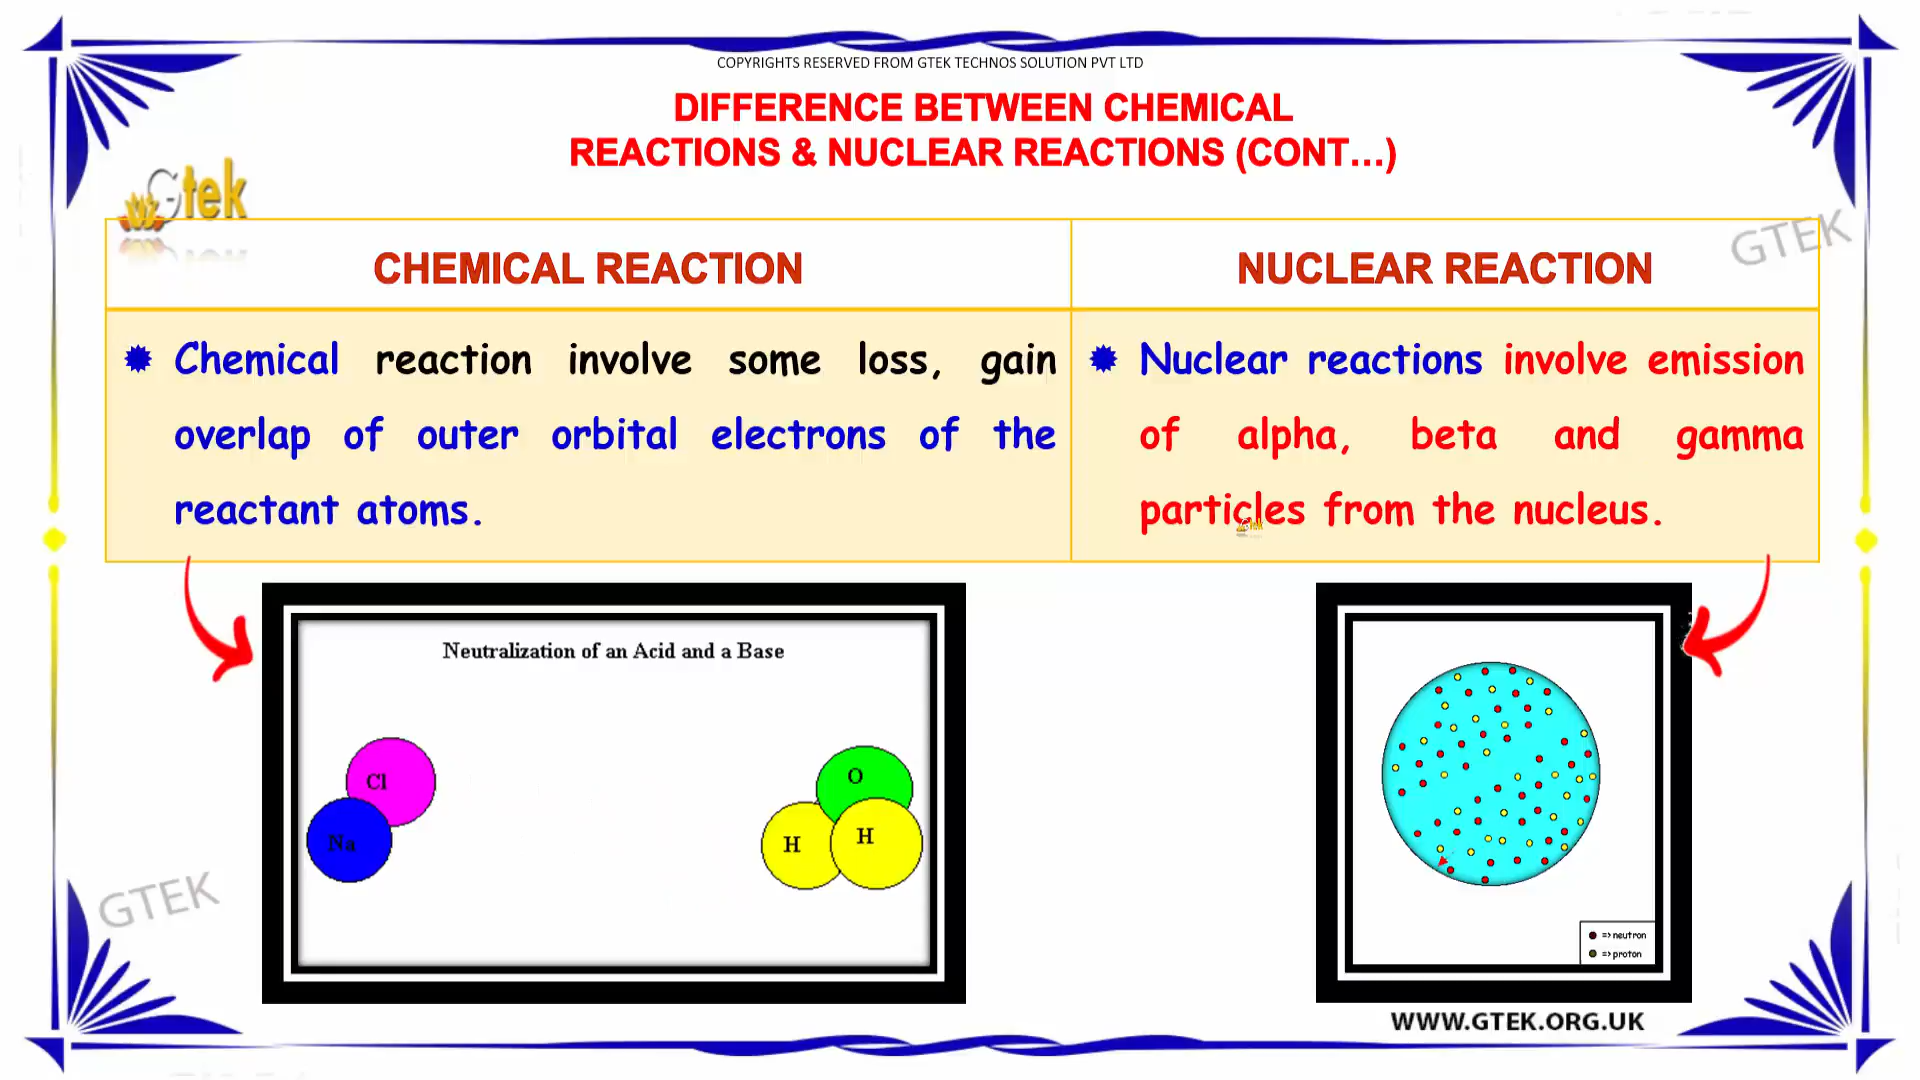 COPYRIGHTS RESERVED FROM GTEK TECHNOS SOLUTION PVT LTD
DIFFERENCE BETWEEN CHEMICAL
REACTIONS & NUCLEAR REACTIONS (CONT...)
Gtek
GTEK
CHEMICAL REACTION
NUCLEAR REACTION
Chemical reaction involve some loss, gain
overlap of outer orbital electrons of the
reactant atoms.
Nuclear reactions involve emission
of alpha, beta and gamma
particles from the nucleus.
Gtek
Neutralization of an Acid and a Base
Cl
Na
O
H
H
=> neutron
=> proton
GTEK
WWW.GTEK.ORG.UK